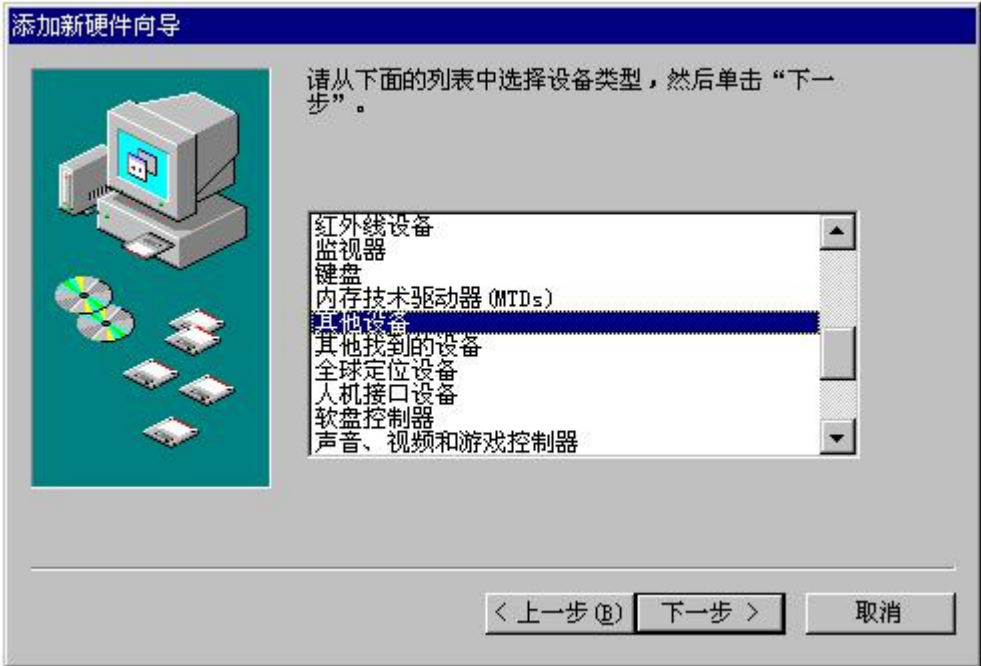 添加新硬件向导
请从下面的列表中选择设备类型，然后单击“下一
步”。
红外线设备
监视器
键盘
内存技术驱动器(MTDs)
其他设备
其他找到的设备
全球定位设备
人机接口设备
软盘控制器
声音、视频和游戏控制器
< 上一步(B)
下一步 >
取消